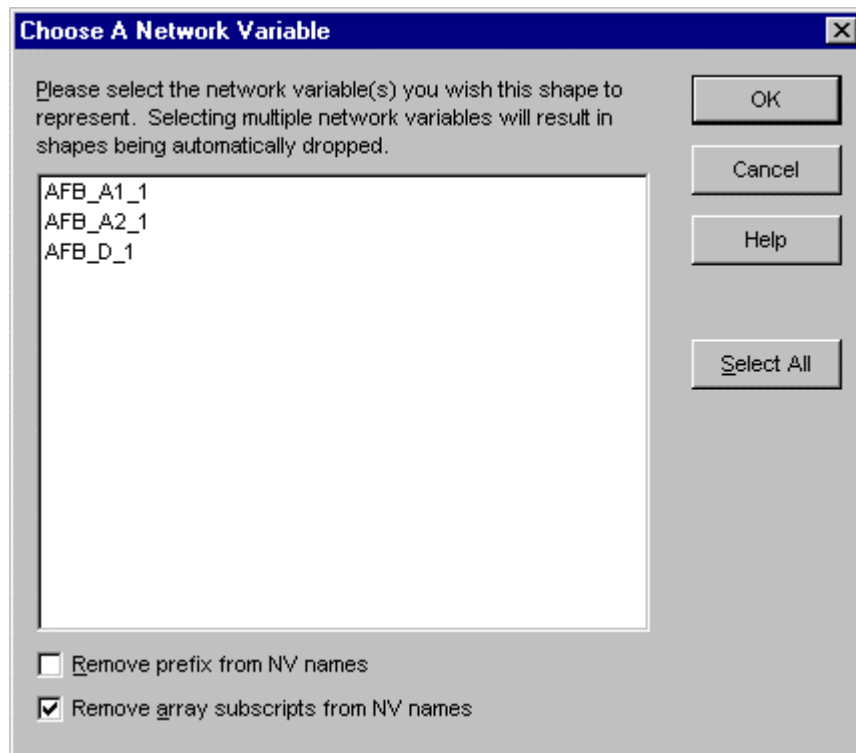 Choose A Network Variable
Please select the network variable(s) you wish this shape to
represent. Selecting multiple network variables will result in
shapes being automatically dropped.
OK
Cancel
Help
Select All
AFB_A1_1
AFB_A2_1
AFB_D_1
Remove prefix from NV names
Remove array subscripts from NV names